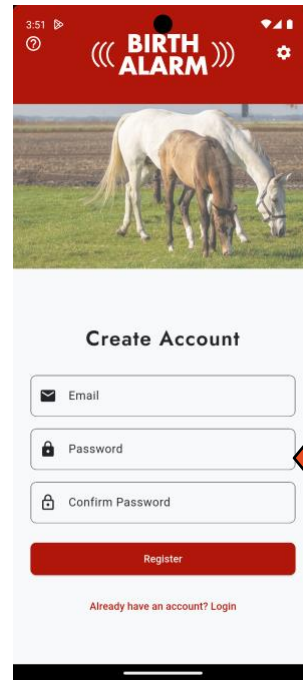 3:51
BIRTH
ALARM
Create Account
Email
Password
Confirm Password
Register
Already have an account? Login